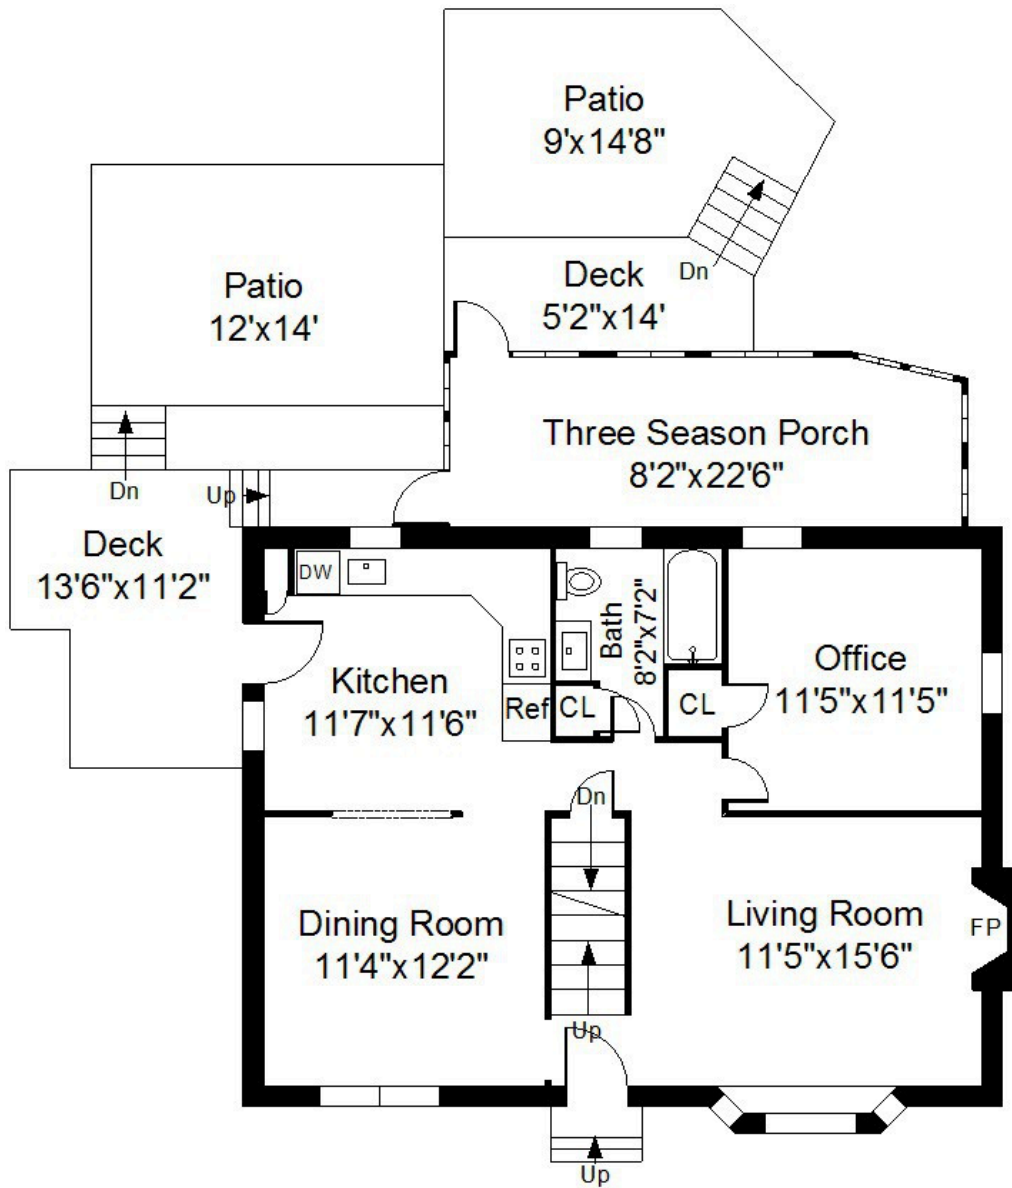 Patio
9'x14'8"
Patio
12'x14'
Deck
5'2"x14'
Dn
Three Season Porch
8'2"x22'6"
Dn
Up
Deck
13'6"x11'2"
DW
Kitchen
11'7"x11'6"
Ref
CL
Bath
8'2"x7'2"
CL
Office
11'5"x11'5"
Dn
Dining Room
11'4"x12'2"
Living Room
11'5"x15'6"
FP
Up
Up